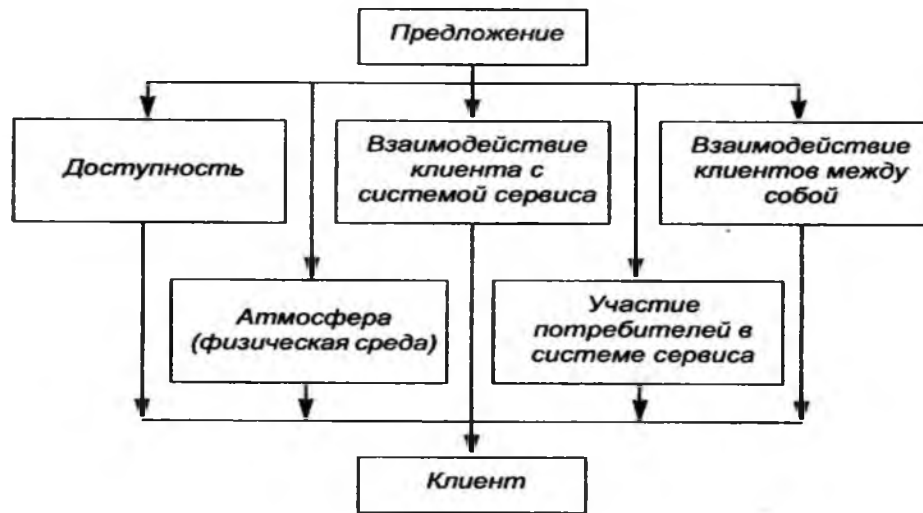 Предложение
Доступность
Взаимодействие
клиента с
системой сервиса
Взаимодействие
клиентов между
собой
Атмосфера
(физическая среда)
Участие
потребителей в
системе сервиса
Клиент